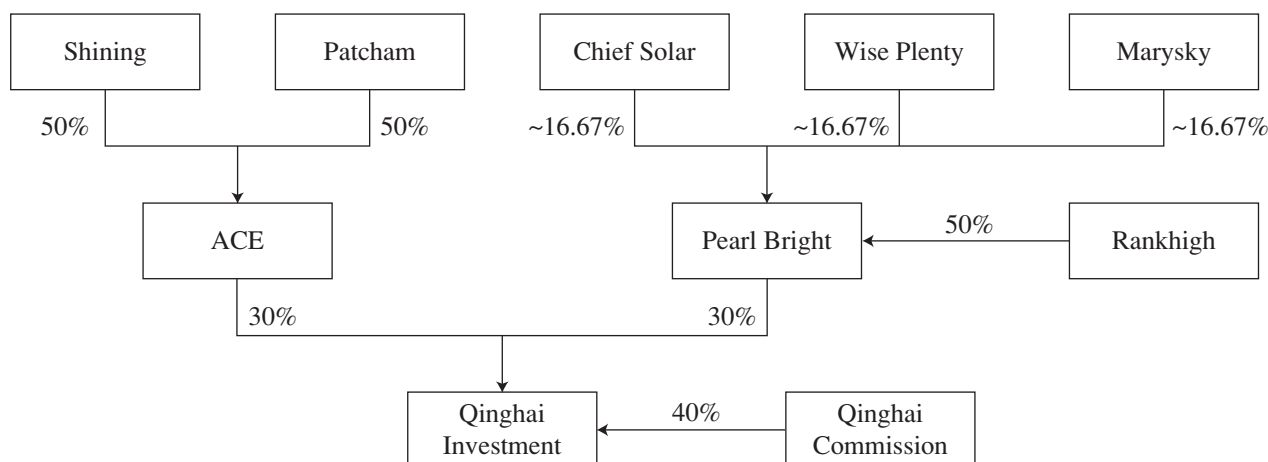 Shining
Patcham
Chief Solar
Wise Plenty
Marysky
50%
50%
~16.67%
~16.67%
~16.67%
ACE
Pearl Bright
50%
Rankhigh
30%
30%
Qinghai
Investment
40%
Qinghai
Commission